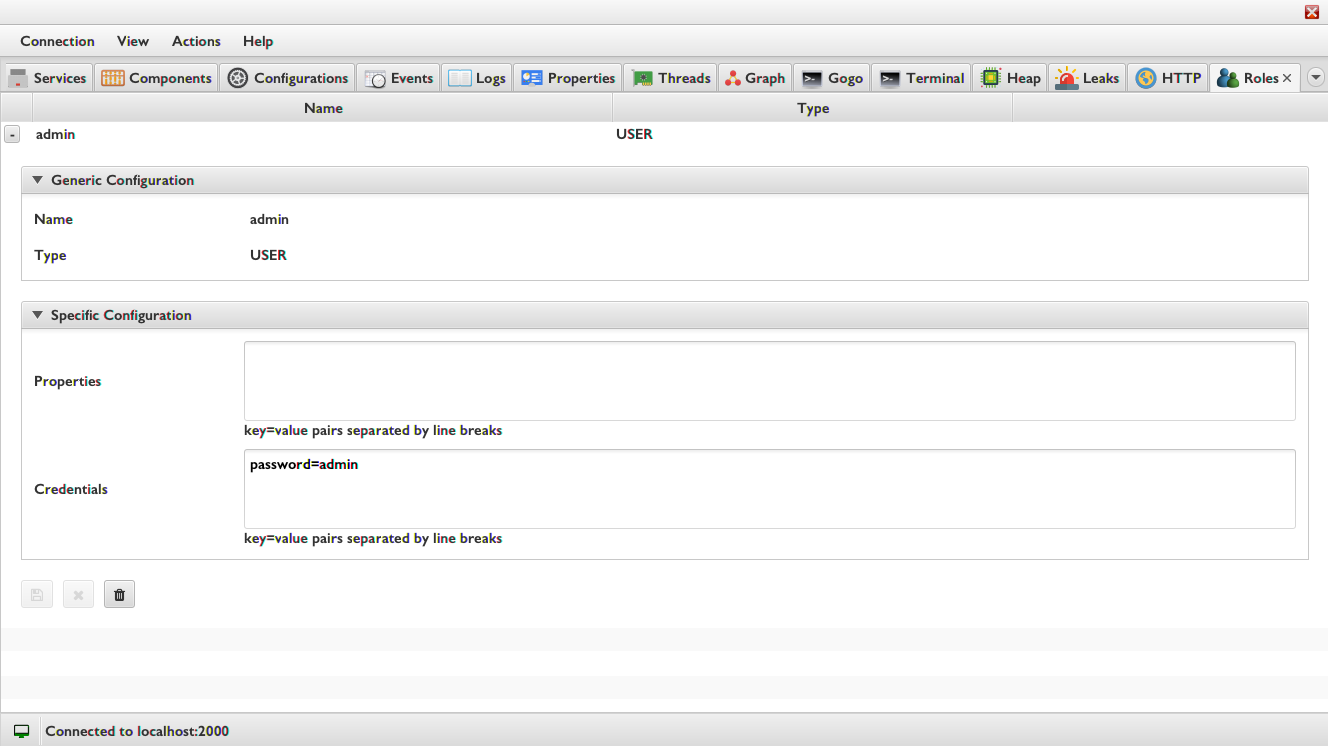 Connection View Actions Help
Services Components Configurations Events Logs Properties Threads Graph Gogo Terminal Heap Leaks HTTP Roles
Name Type
- admin USER
Generic Configuration
Name admin
Type USER
Specific Configuration
Properties
key=value pairs separated by line breaks
password=admin
Credentials
key=value pairs separated by line breaks
Connected to localhost:2000